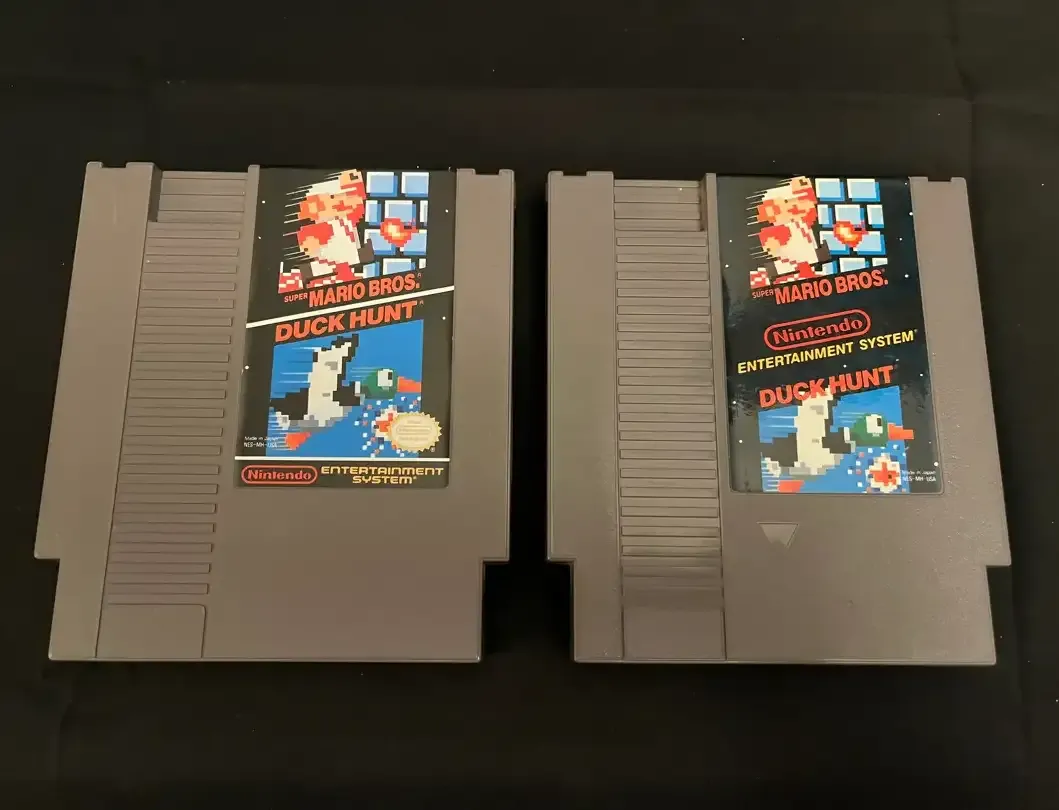 SUPER MARIO BROS.®
DUCK HUNT®
Made in Japan
NES-MH-USA
Nintendo®
ENTERTAINMENT
SYSTEM®
SUPER MARIO BROS.®
Nintendo®
ENTERTAINMENT SYSTEM®
DUCK HUNT
Made in Japan
NES-MH-USA